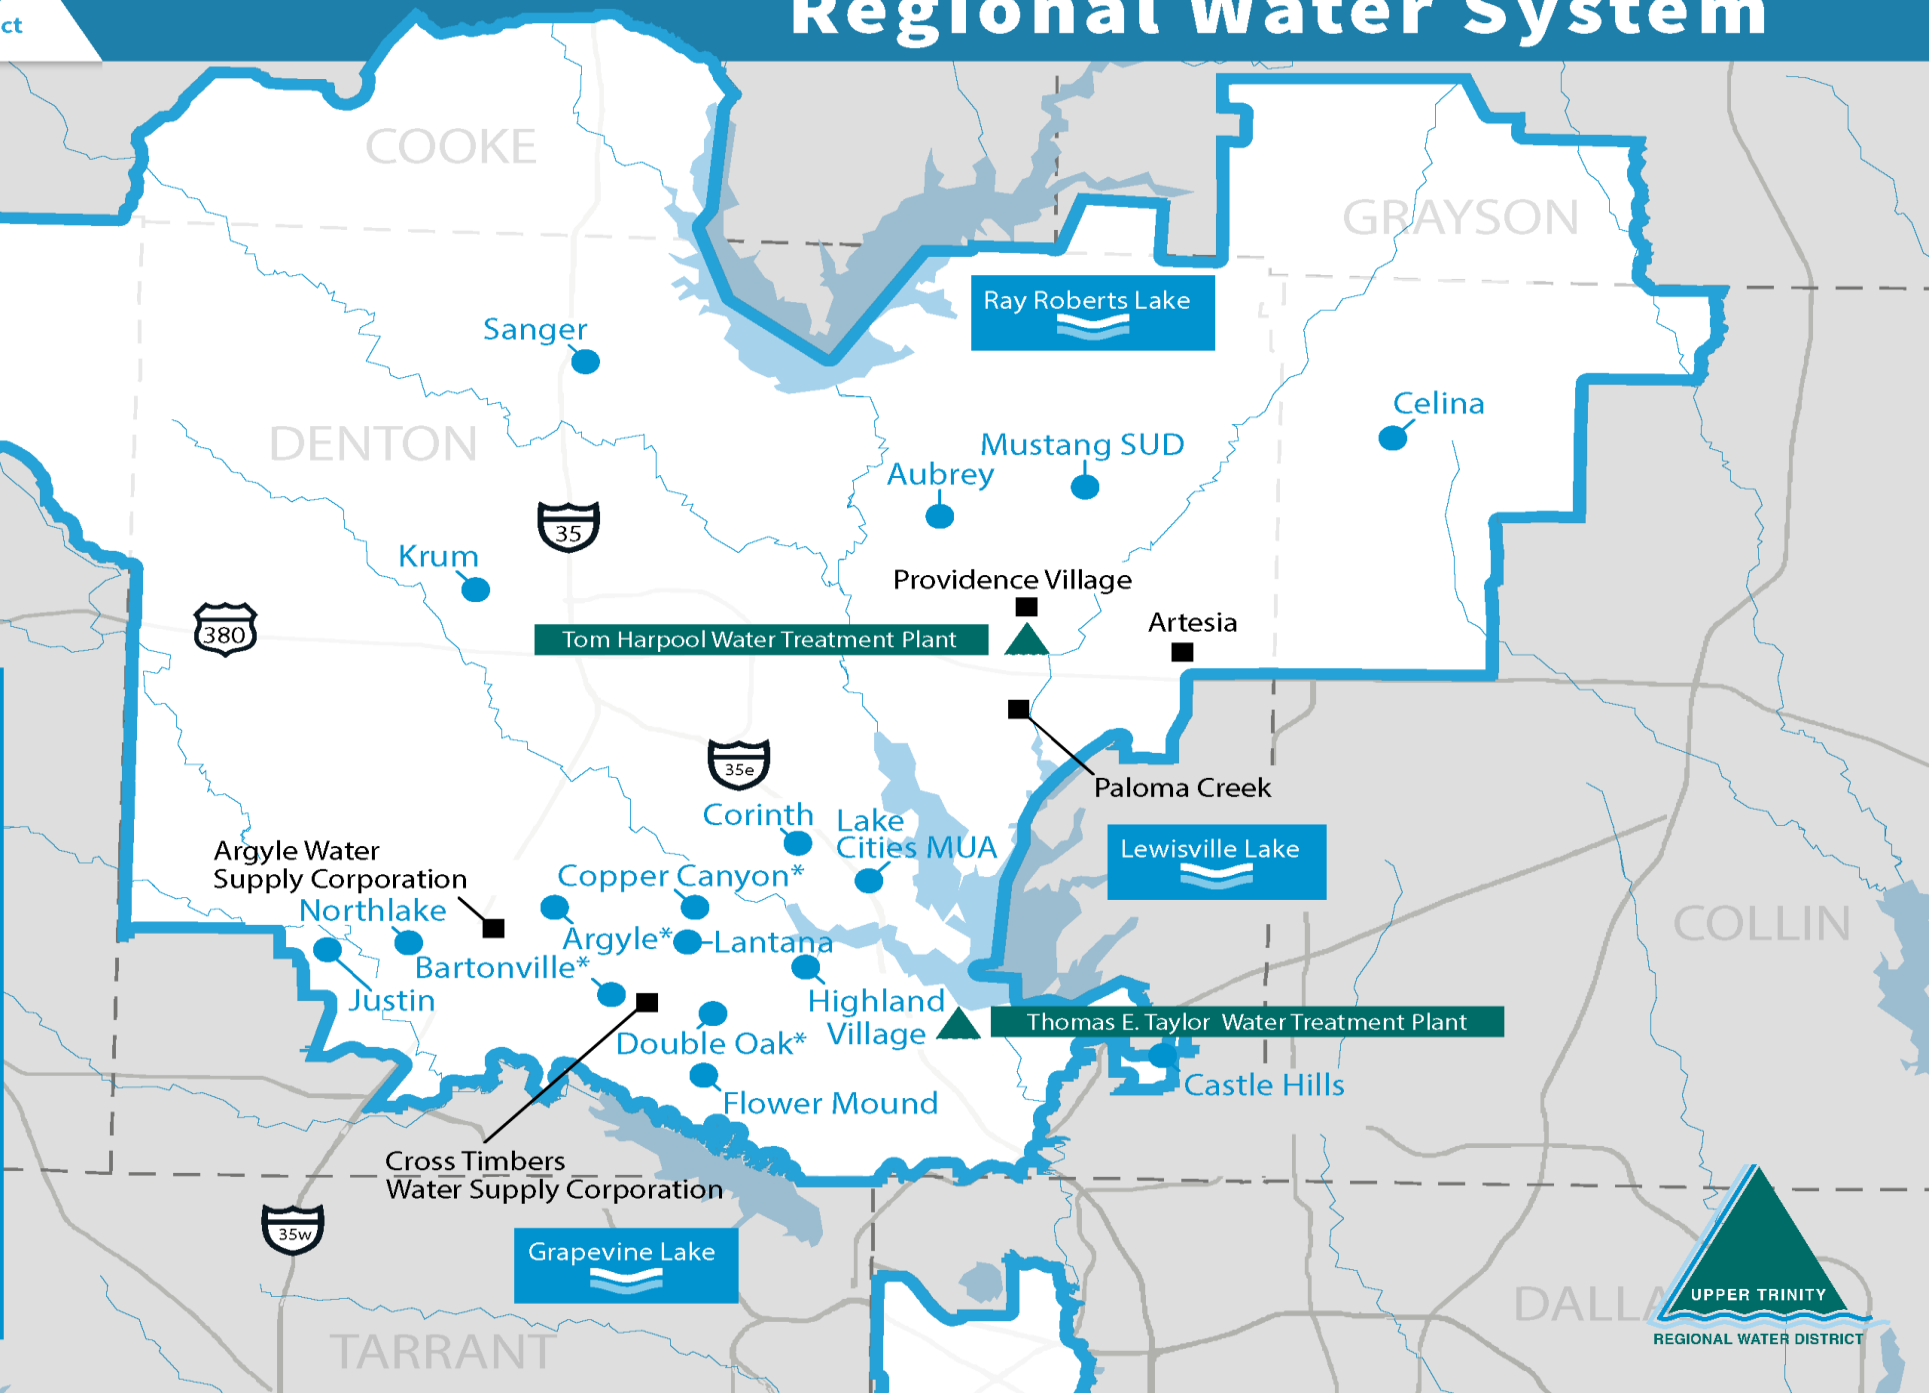 ct
Regional Water System
COOKE
GRAYSON
Ray Roberts Lake
Sanger
Celina
DENTON
Mustang SUD
Aubrey
35
Krum
Providence Village
380
Tom Harpool Water Treatment Plant
Artesia
35e
Paloma Creek
Corinth
Lake
Cities MUA
Lewisville Lake
Argyle Water
Supply Corporation
Copper Canyon*
Northlake
Argyle*
Lantana
COLLIN
Bartonville*
Justin
Highland
Village
Thomas E. Taylor Water Treatment Plant
Double Oak*
Castle Hills
Flower Mound
Cross Timbers
Water Supply Corporation
35w
Grapevine Lake
DALLA
UPPER TRINITY
REGIONAL WATER DISTRICT
TARRANT